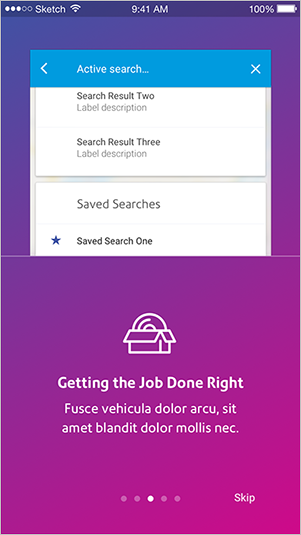 Sketch 9:41 AM 100%
Active search...
Search Result Two
Label description
Search Result Three
Label description
Saved Searches
Saved Search One
Getting the Job Done Right
Fusce vehicula dolor arcu, sit
amet blandit dolor mollis nec.
Skip